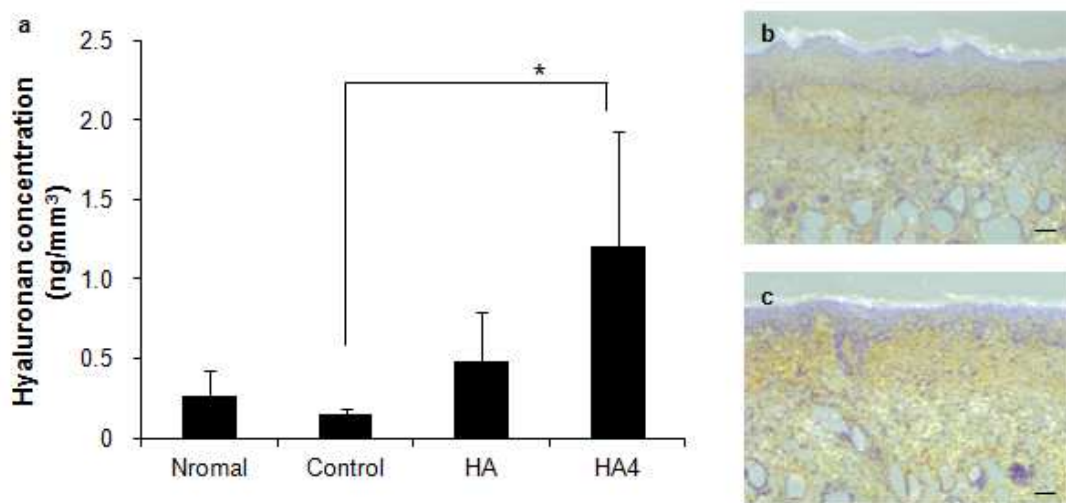 a
Hyaluronan concentration
(ng/mm³)
2.5
2.0
1.5
1.0
0.5
0
*
Nromal
Control
HA
HA4
b
c